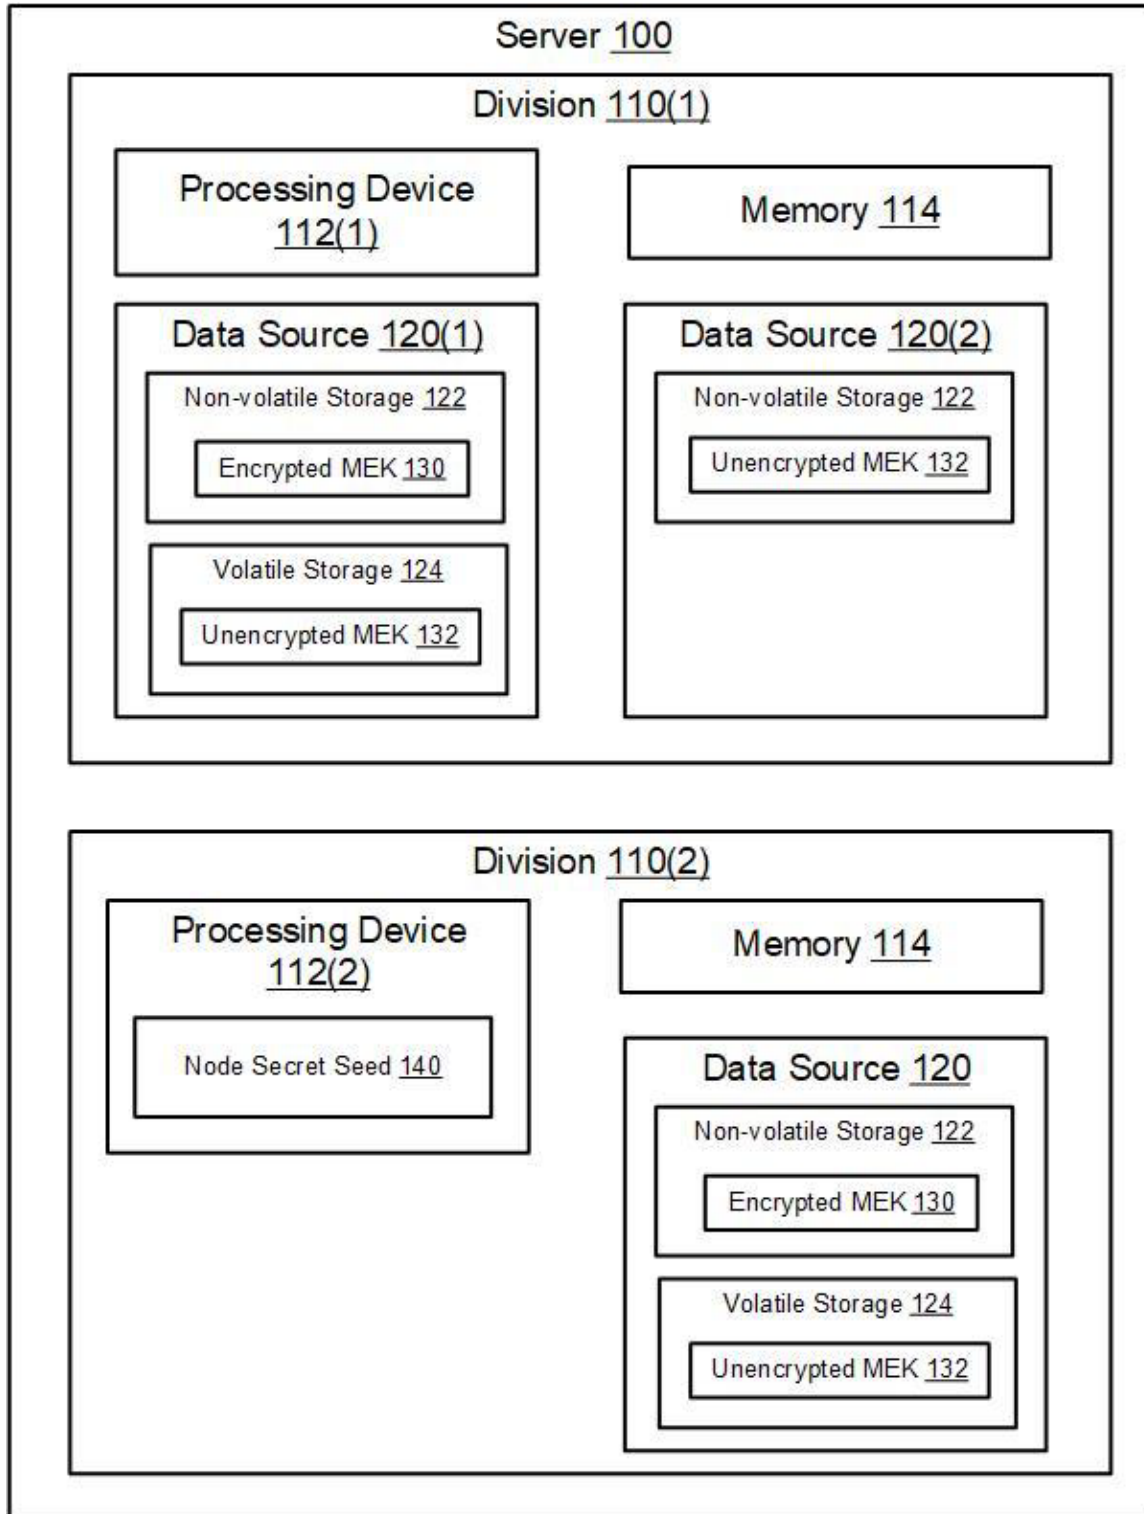 Server 100
Division 110(1)
Processing Device
112(1)
Memory 114
Data Source 120(1)
Non-volatile Storage 122
Encrypted MEK 130
Volatile Storage 124
Unencrypted MEK 132
Data Source 120(2)
Non-volatile Storage 122
Unencrypted MEK 132
Division 110(2)
Processing Device
112(2)
Node Secret Seed 140
Memory 114
Data Source 120
Non-volatile Storage 122
Encrypted MEK 130
Volatile Storage 124
Unencrypted MEK 132